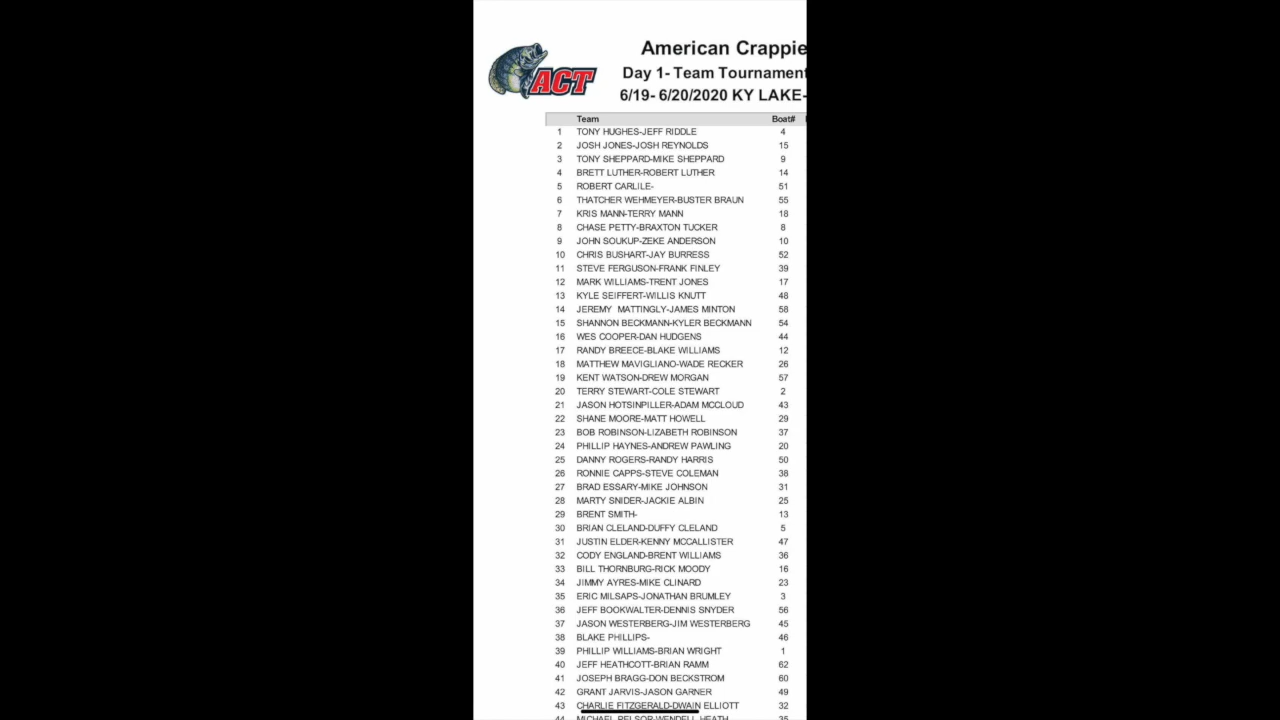 American Crappie
ACT
Day 1- Team Tournament
6/19- 6/20/2020 KY LAKE-
Team Boat#
1 TONY HUGHES-JEFF RIDDLE 4
2 JOSH JONES-JOSH REYNOLDS 15
3 TONY SHEPPARD-MIKE SHEPPARD 9
4 BRETT LUTHER-ROBERT LUTHER 14
5 ROBERT CARLILE- 51
6 THATCHER WEHMEYER-BUSTER BRAUN 55
7 KRIS MANN-TERRY MANN 18
8 CHASE PETTY-BRAXTON TUCKER 8
9 JOHN SOUKUP-ZEKE ANDERSON 10
10 CHRIS BUSHART-JAY BURRESS 52
11 STEVE FERGUSON-FRANK FINLEY 39
12 MARK WILLIAMS-TRENT JONES 17
13 KYLE SEIFFERT-WILLIS KNUTT 48
14 JEREMY  MATTINGLY-JAMES MINTON 58
15 SHANNON BECKMANN-KYLER BECKMANN 54
16 WES COOPER-DAN HUDGENS 44
17 RANDY BREECE-BLAKE WILLIAMS 12
18 MATTHEW MAVIGLIANO-WADE RECKER 26
19 KENT WATSON-DREW MORGAN 57
20 TERRY STEWART-COLE STEWART 2
21 JASON HOTSINPILLER-ADAM MCCLOUD 43
22 SHANE MOORE-MATT HOWELL 29
23 BOB ROBINSON-LIZABETH ROBINSON 37
24 PHILLIP HAYNES-ANDREW PAWLING 20
25 DANNY ROGERS-RANDY HARRIS 50
26 RONNIE CAPPS-STEVE COLEMAN 38
27 BRAD ESSARY-MIKE JOHNSON 31
28 MARTY SNIDER-JACKIE ALBIN 25
29 BRENT SMITH- 13
30 BRIAN CLELAND-DUFFY CLELAND 5
31 JUSTIN ELDER-KENNY MCCALLISTER 47
32 CODY ENGLAND-BRENT WILLIAMS 36
33 BILL THORNBURG-RICK MOODY 16
34 JIMMY AYRES-MIKE CLINARD 23
35 ERIC MILSAPS-JONATHAN BRUMLEY 3
36 JEFF BOOKWALTER-DENNIS SNYDER 56
37 JASON WESTERBERG-JIM WESTERBERG 45
38 BLAKE PHILLIPS- 46
39 PHILLIP WILLIAMS-BRIAN WRIGHT 1
40 JEFF HEATHCOTT-BRIAN RAMM 62
41 JOSEPH BRAGG-DON BECKSTROM 60
42 GRANT JARVIS-JASON GARNER 49
43 CHARLIE FITZGERALD-DWAIN ELLIOTT 32
44 MICHAEL PELSOR-WENDELL HEATH 35